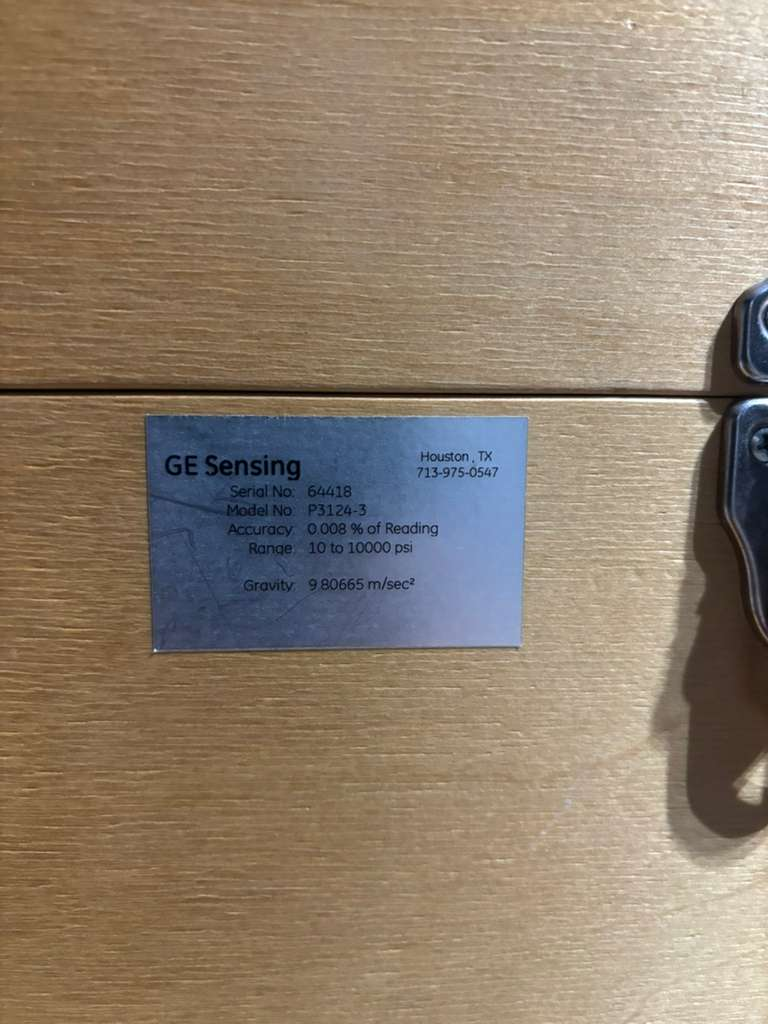 GE Sensing
Houston, TX
713-975-0547
Serial No: 64418
Model No: P3124-3
Accuracy: 0.008 % of Reading
Range: 10 to 10000 psi
Gravity: 9.80665 m/sec²